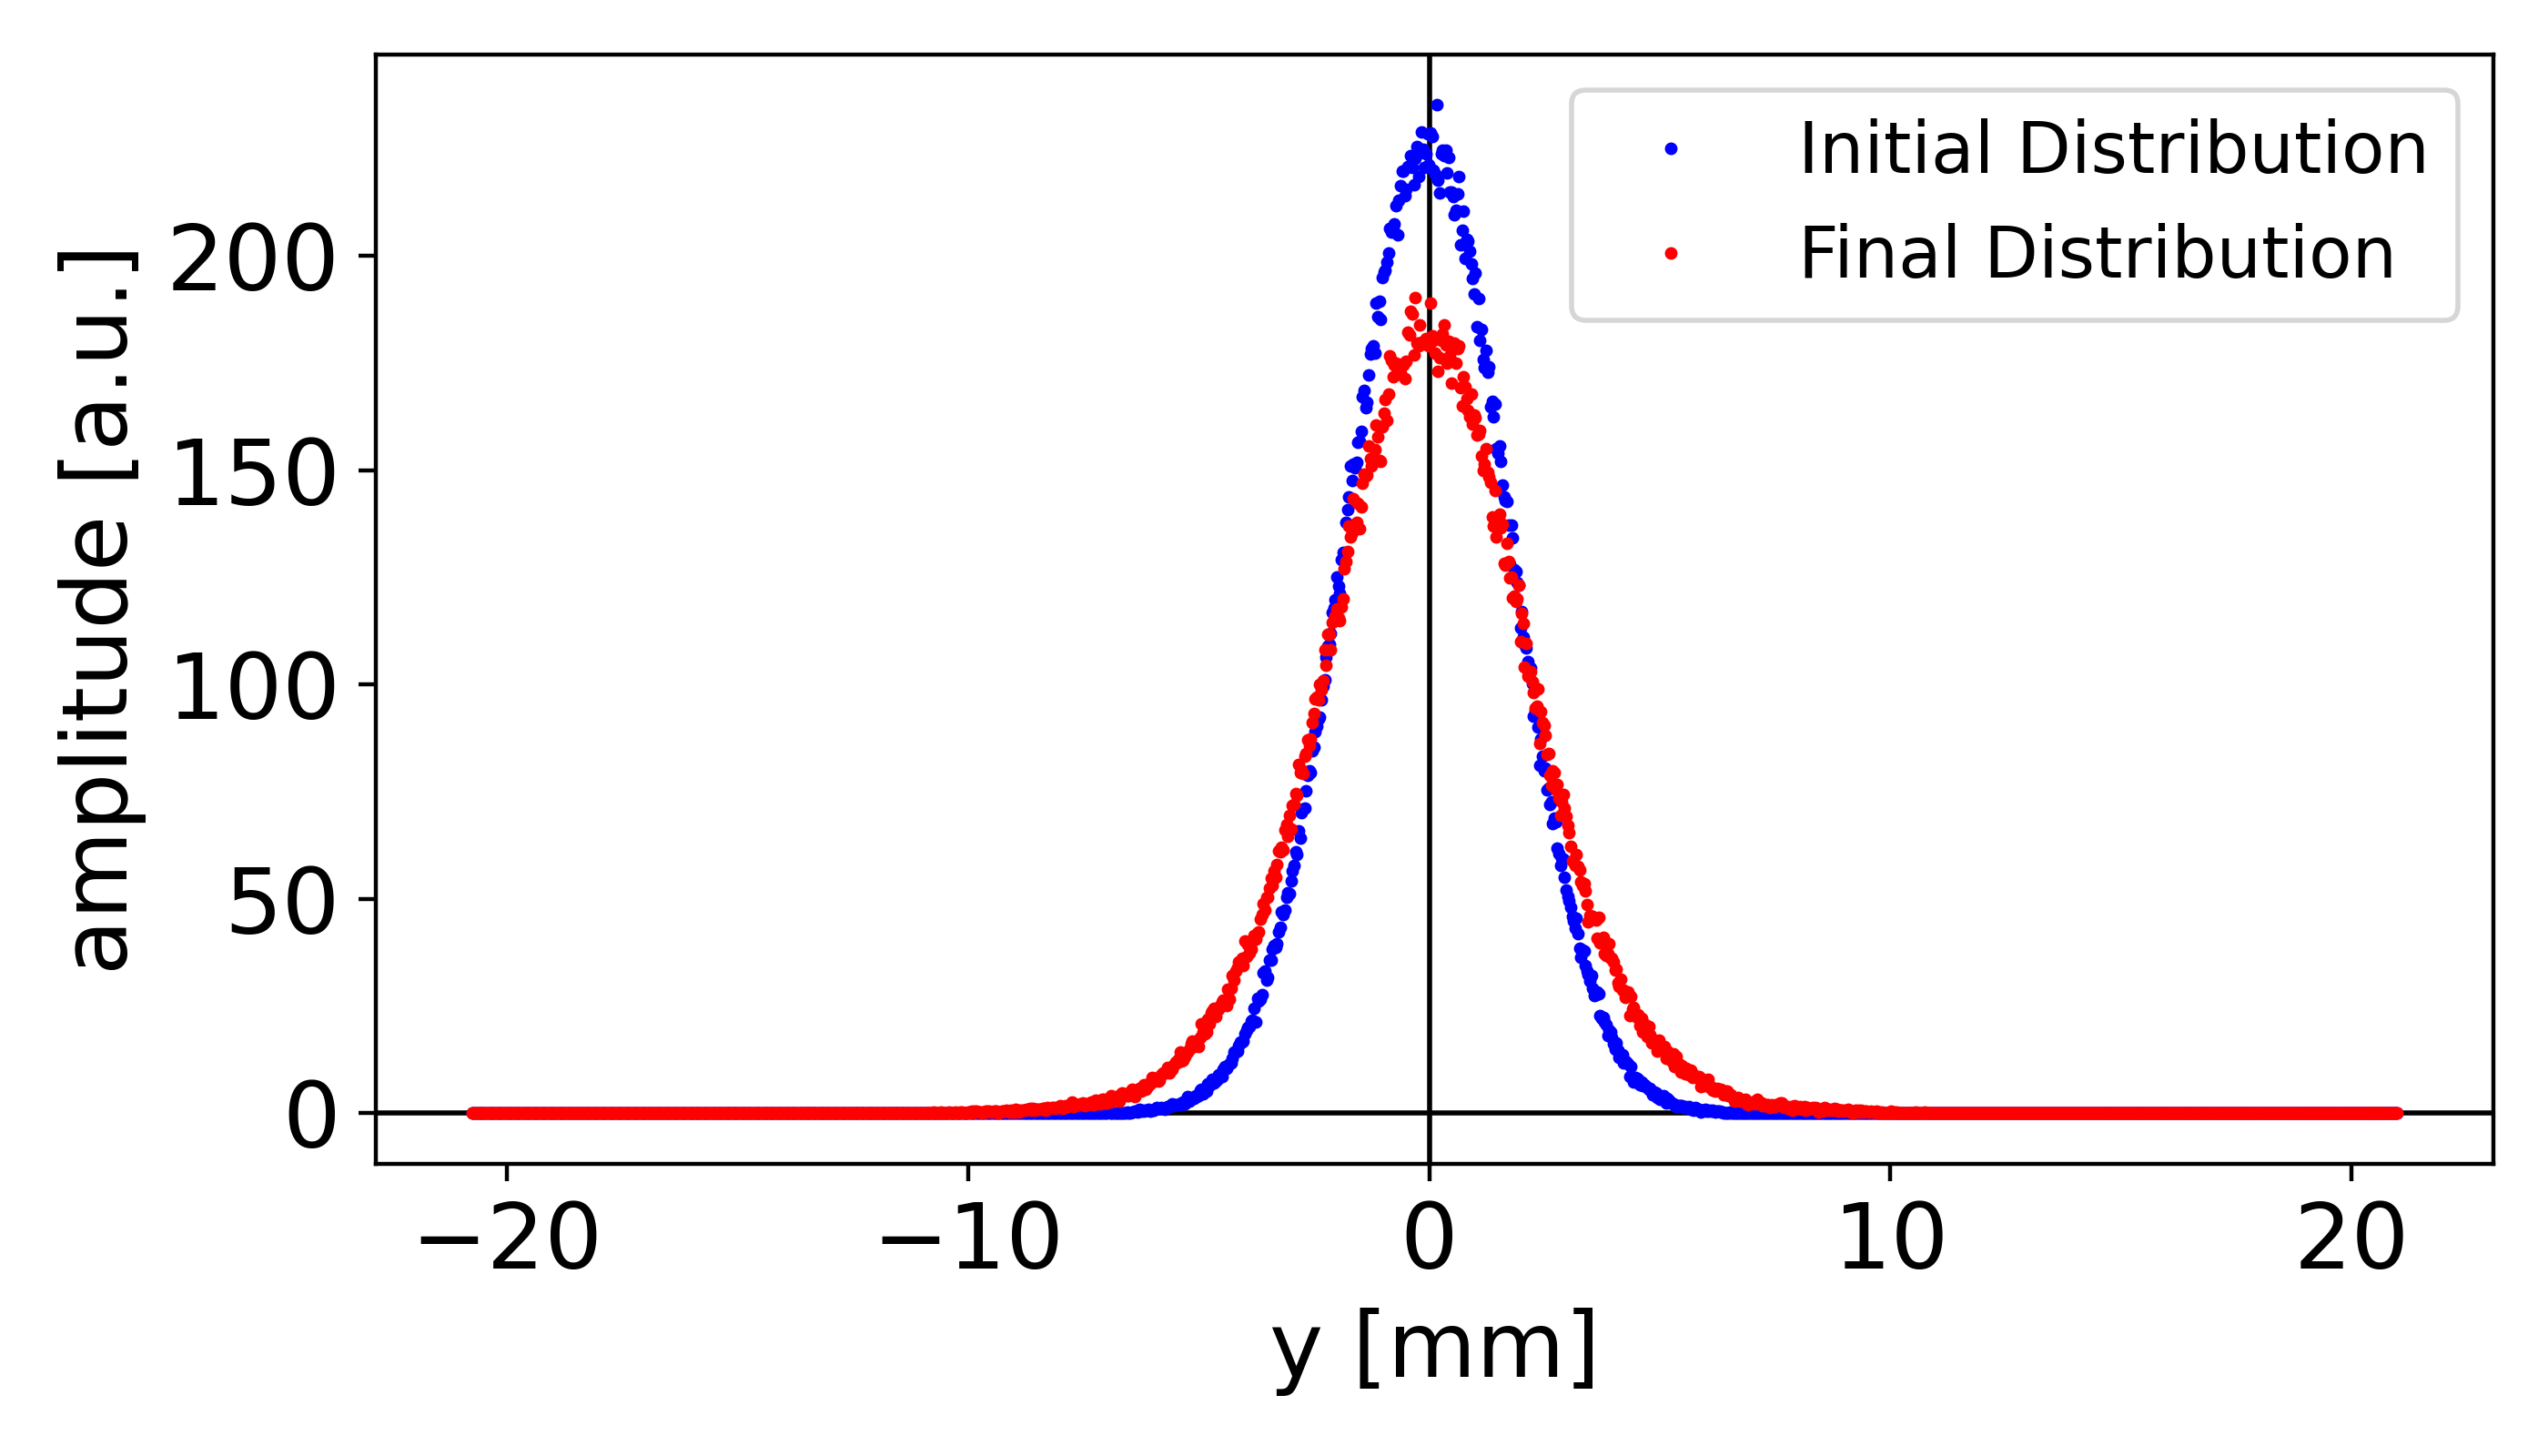 Initial Distribution
Final Distribution
amplitude [a.u.]
200
150
100
50
0
−20 −10 0 10 20
y [mm]